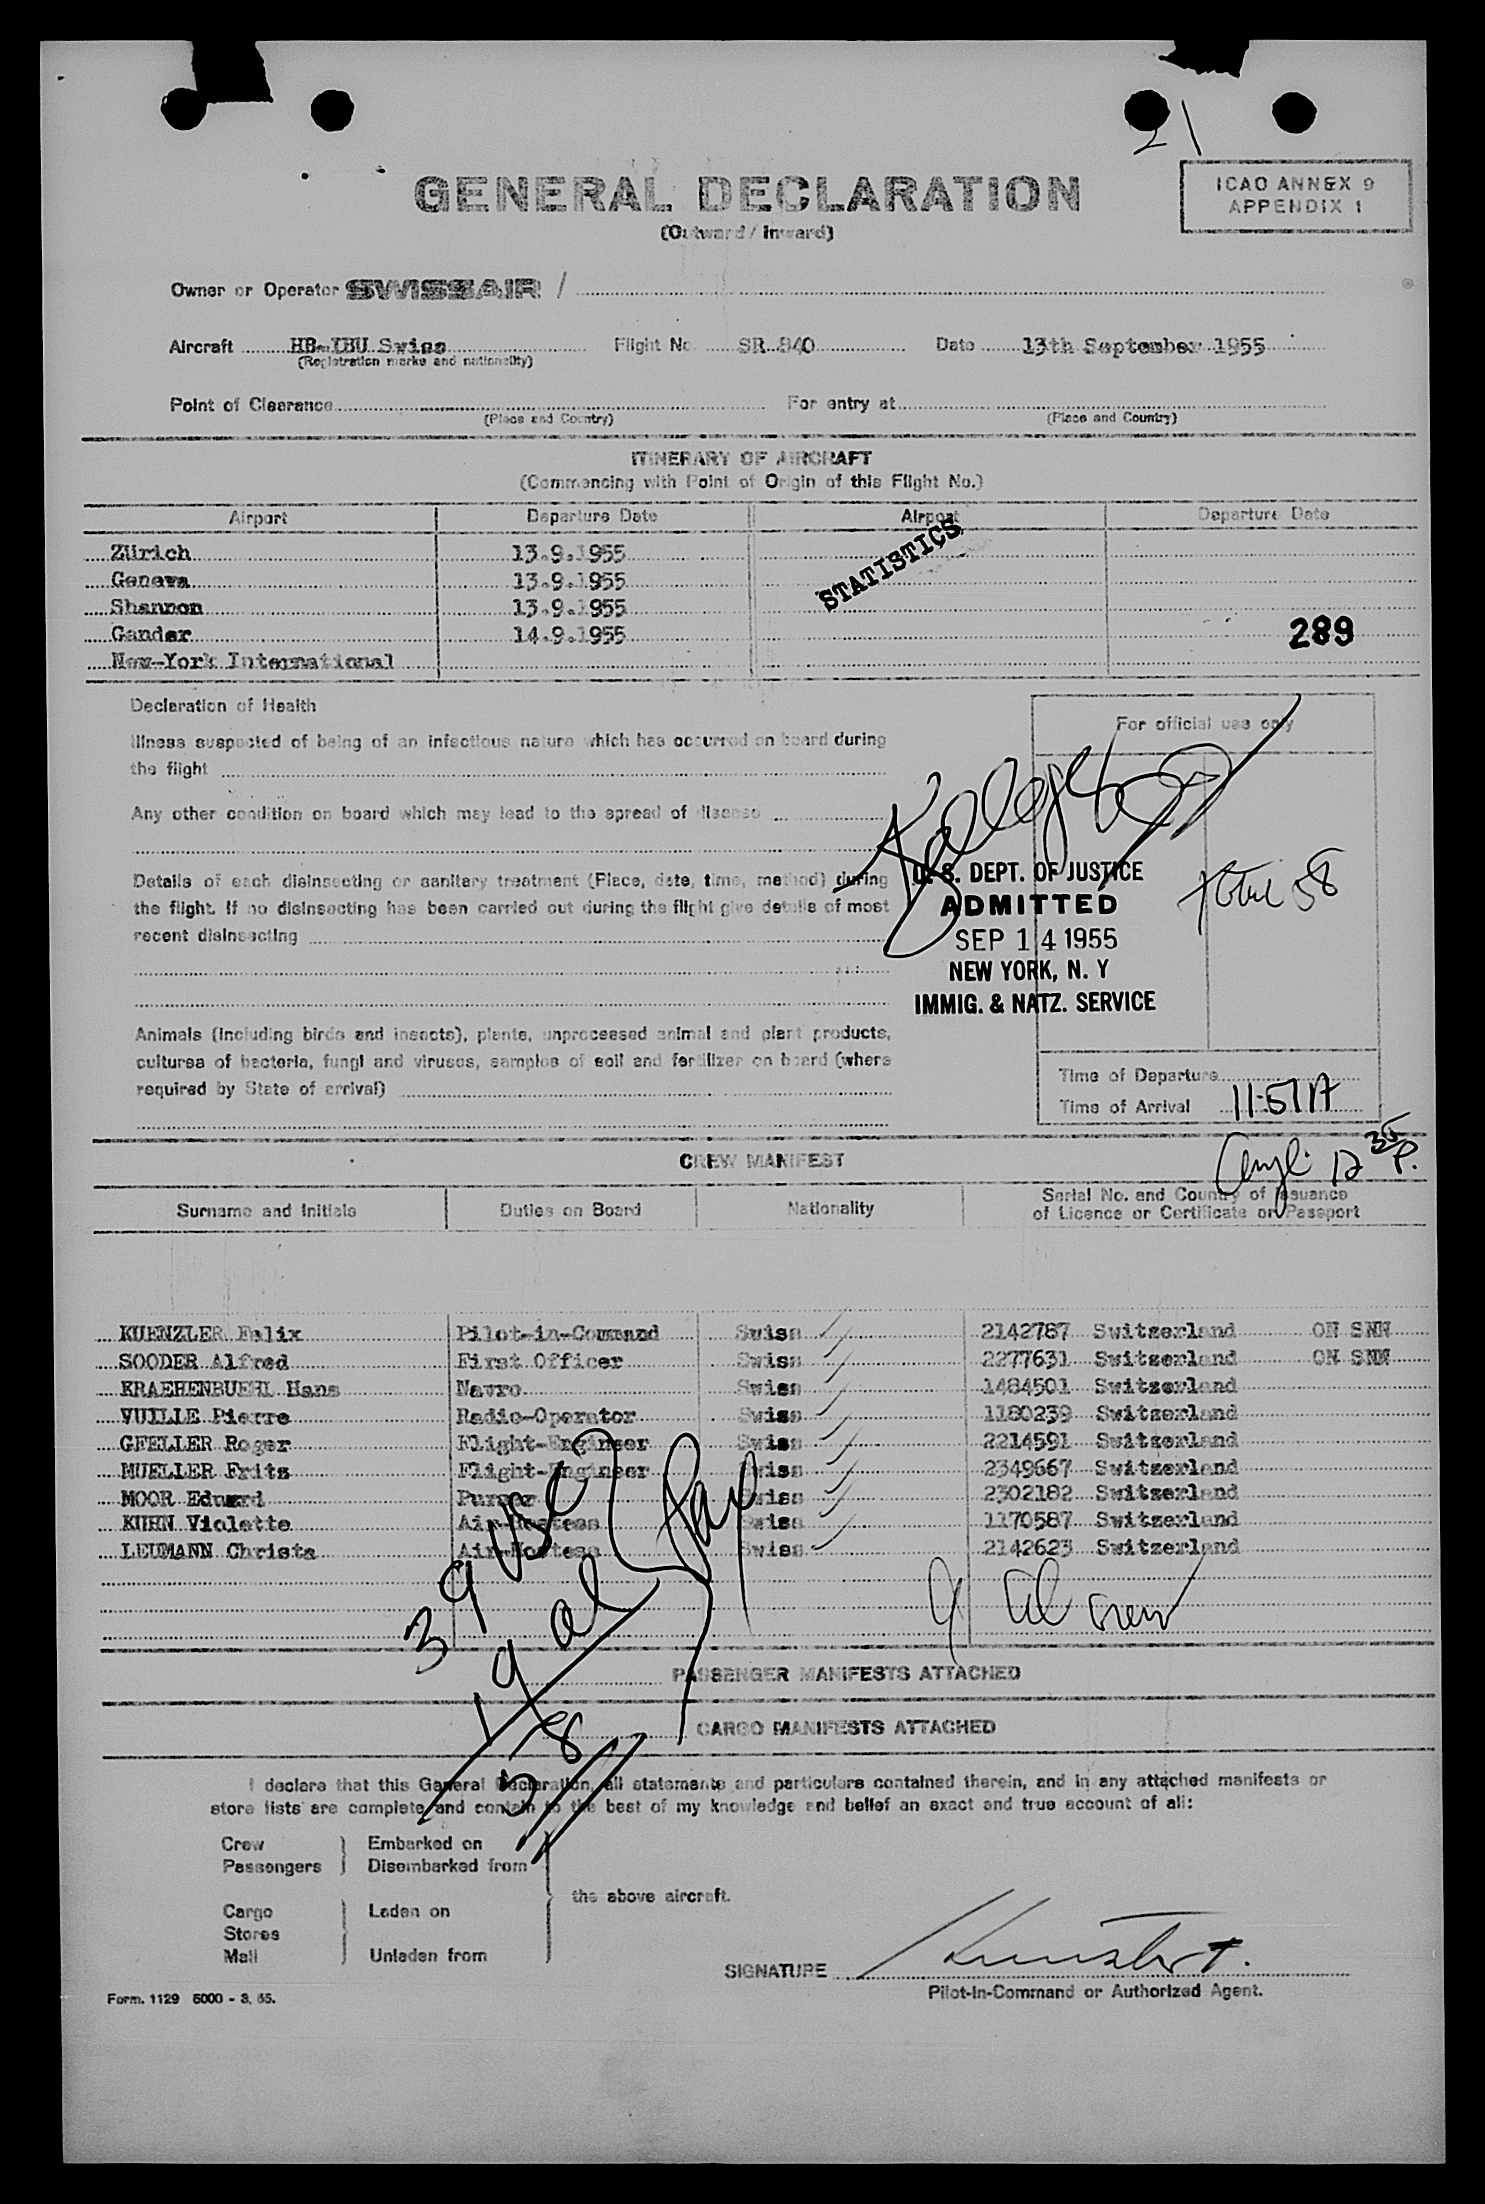 21
GENERAL DECLARATION
(Outward / Inward)
ICAO ANNEX 9
APPENDIX 1
Owner or Operator SWISSAIR /
Aircraft HB-IBU Swiss Flight No. SR 840 Date 13th September 1955
(Registration marks and nationality)
Point of Clearance For entry at
(Place and Country) (Place and Country)
ITINERARY OF AIRCRAFT
(Commencing with Point of Origin of this Flight No.)
Airport Departure Date Airport Departure Date
Zürich 13.9.1955
Geneva 13.9.1955
Shannon 13.9.1955
Gander 14.9.1955
New-York International
STATISTICS
289
Declaration of Health
Illness suspected of being of an infectious nature which has occurred on board during
the flight
Any other condition on board which may lead to the spread of disease
Details of each disinsecting or sanitary treatment (Place, date, time, method) during
the flight. If no disinsecting has been carried out during the flight give details of most
recent disinsecting
Animals (including birds and insects), plants, unprocessed animal and plant products,
cultures of bacteria, fungi and viruses, samples of soil and fertilizer on board (where
required by State of arrival)
For official use only
U. S. DEPT. OF JUSTICE
ADMITTED
SEP 14 1955
NEW YORK, N. Y
IMMIG. & NATZ. SERVICE
total 58
Time of Departure
Time of Arrival 11:57A
12 35 P.
CREW MANIFEST
Surname and Initials Duties on Board Nationality Serial No. and Country of Issuance
of Licence or Certificate or Passport
KUENZLER Felix Pilot-in-Command Swiss 2142787 Switzerland ON SNN
SOODER Alfred First Officer Swiss 2277631 Switzerland ON SNN
KRAEHENBUEHL Hans Navro Swiss 1484501 Switzerland
VUILLE Pierre Radio-Operator Swiss 1180239 Switzerland
GFELLER Roger Flight-Engineer Swiss 2214591 Switzerland
MUELLER Fritz Flight-Engineer Swiss 2349667 Switzerland
MOOR Eduard Purser Swiss 2302182 Switzerland
KUHN Violette Air-Hostess Swiss 1170587 Switzerland
LEUMANN Christa Air-Hostess Swiss 2142623 Switzerland
39 usc
19 al
58
Pax
9 al crew
PASSENGER MANIFESTS ATTACHED
CARGO MANIFESTS ATTACHED
I declare that this General Declaration, all statements and particulars contained therein, and in any attached manifests or
store lists are complete and contain to the best of my knowledge and belief an exact and true account of all:
Crew Embarked on
Passengers Disembarked from
the above aircraft.
Cargo Laden on
Stores
Mail Unladen from
SIGNATURE
Pilot-in-Command or Authorized Agent.
Form. 1129 5000 - 3. 55.